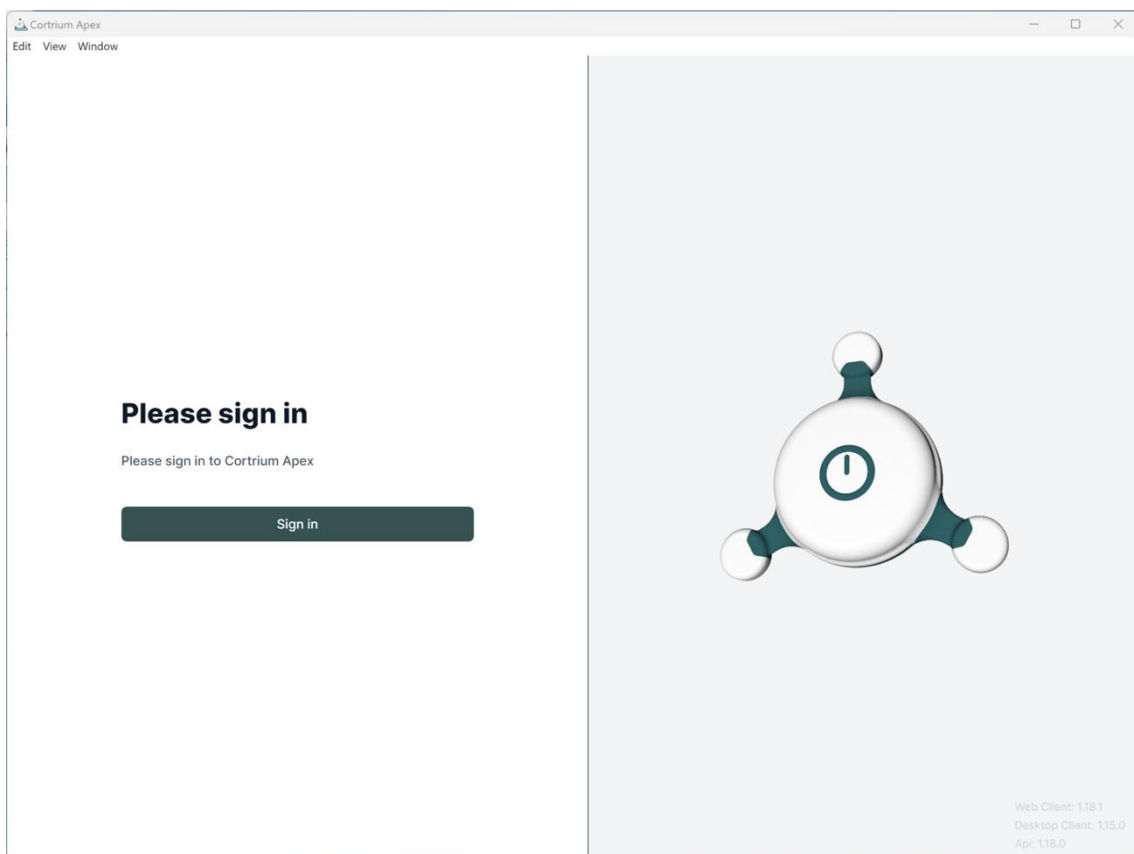 Cortrium Apex
Edit View Window
Please sign in
Please sign in to Cortrium Apex
Sign in
Web Client: 1.18.1
Desktop Client: 1.15.0
Api: 1.18.0